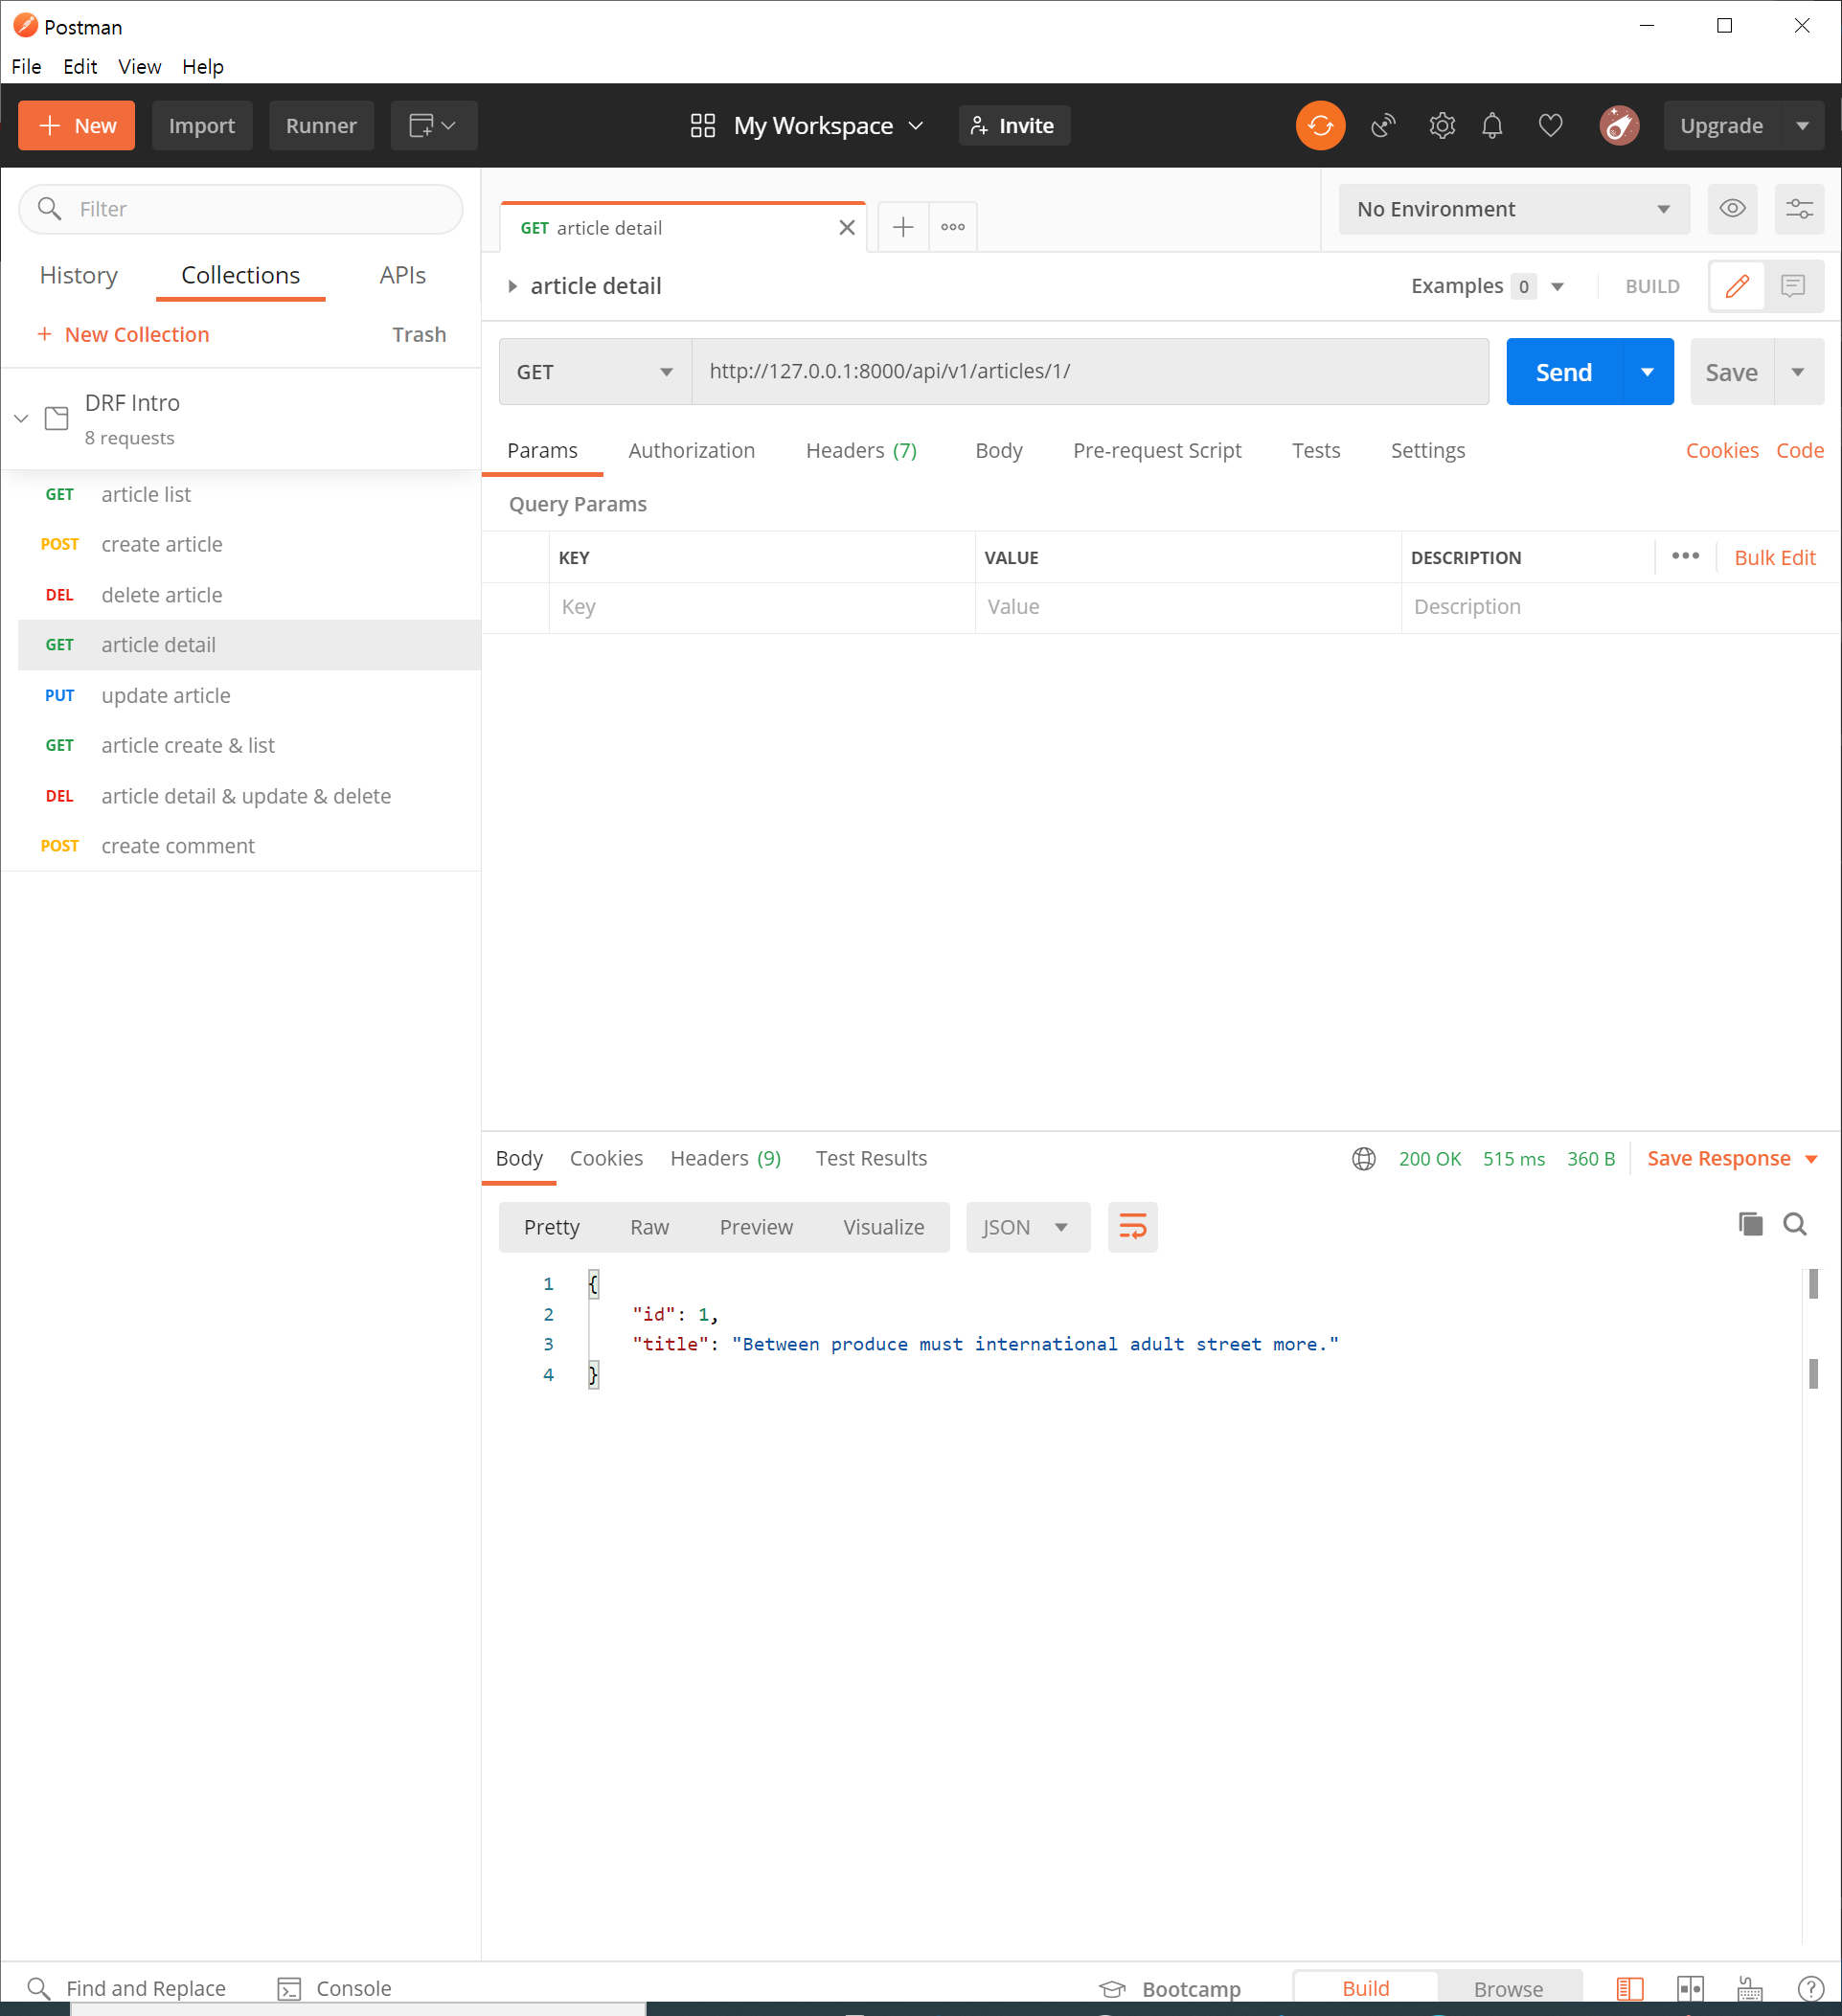 Postman
File Edit View Help
New Import Runner My Workspace Invite Upgrade
Filter
History Collections APIs
+ New Collection Trash
DRF Intro
8 requests
GET article list
POST create article
DEL delete article
GET article detail
PUT update article
GET article create & list
DEL article detail & update & delete
POST create comment
GET article detail
No Environment
article detail
Examples 0 BUILD
GET http://127.0.0.1:8000/api/v1/articles/1/ Send Save
Params Authorization Headers (7) Body Pre-request Script Tests Settings Cookies Code
Query Params
KEY VALUE DESCRIPTION Bulk Edit
Key Value Description
Body Cookies Headers (9) Test Results 200 OK 515 ms 360 B Save Response
Pretty Raw Preview Visualize JSON
1 {
2 "id": 1,
3 "title": "Between produce must international adult street more."
4 }
Find and Replace Console Bootcamp Build Browse